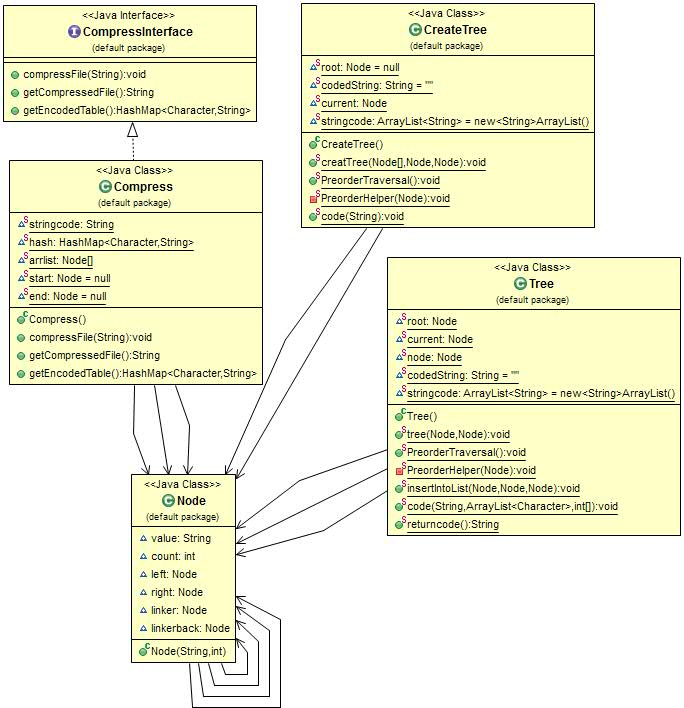 <<Java Interface>>
CompressInterface
(default package)
compressFile(String):void
getCompressedFile():String
getEncodedTable():HashMap<Character,String>
<<Java Class>>
CreateTree
(default package)
root: Node = null
codedString: String = ""
current: Node
stringcode: ArrayList<String> = new<String>ArrayList()
CreateTree()
creatTree(Node[],Node,Node):void
PreorderTraversal():void
PreorderHelper(Node):void
code(String):void
<<Java Class>>
Compress
(default package)
stringcode: String
hash: HashMap<Character,String>
arrlist: Node[]
start: Node = null
end: Node = null
Compress()
compressFile(String):void
getCompressedFile():String
getEncodedTable():HashMap<Character,String>
<<Java Class>>
Tree
(default package)
root: Node
current: Node
node: Node
codedString: String = ""
stringcode: ArrayList<String> = new<String>ArrayList()
Tree()
tree(Node,Node):void
PreorderTraversal():void
PreorderHelper(Node):void
insertIntoList(Node,Node,Node):void
code(String,ArrayList<Character>,int[]):void
returncode():String
<<Java Class>>
Node
(default package)
value: String
count: int
left: Node
right: Node
linker: Node
linkerback: Node
Node(String,int)